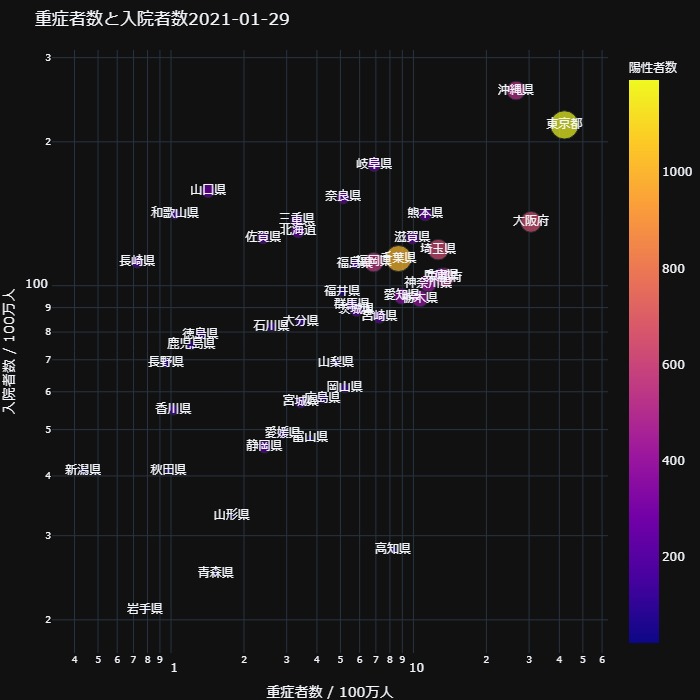 重症者数と入院者数2021-01-29
陽性者数
3
沖縄県
東京都
2
岐阜県
1000
山口県
奈良県
和歌山県
熊本県
三重県
大阪府
北海道
佐賀県
滋賀県
埼玉県
長崎県
千葉県
福岡県
800
100
神奈川県
福井県
愛知県
栃木県
9
群馬県
茨城県
宮崎県
大分県
石川県
8
徳島県
鹿児島県
7
長野県
山梨県
600
6
岡山県
広島県
宮城県
香川県
5
愛媛県
富山県
静岡県
4
新潟県
秋田県
400
山形県
3
高知県
200
青森県
岩手県
2
4 5 6 7 8 9 1 2 3 4 5 6 7 8 9 10 2 3 4 5 6
重症者数 / 100万人
入院者数 / 100万人